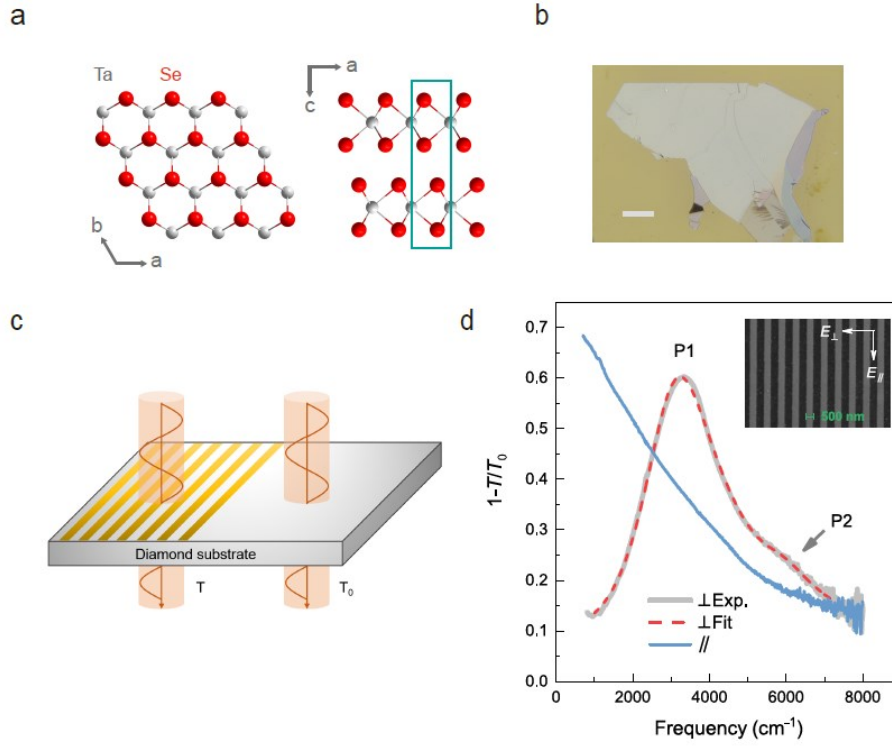 a
Ta
Se
b
a
a
c
b
c
Diamond substrate
T
T₀
d
1-T/T₀
0.7
0.6
0.5
0.4
0.3
0.2
0.1
0.0
P1
P2
E⊥
E∥
500 nm
⊥Exp.
⊥Fit
∥
0
2000
4000
6000
8000
Frequency (cm⁻¹)